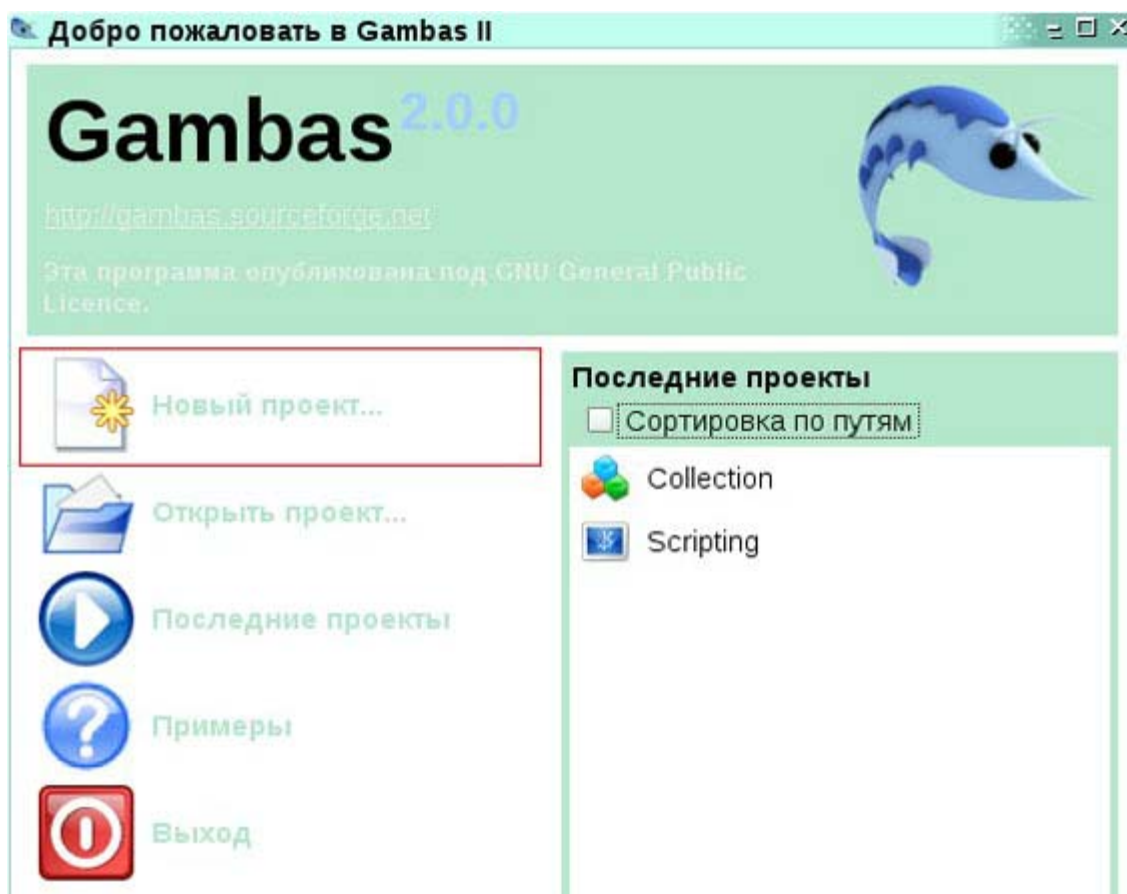 Добро пожаловать в Gambas II
Gambas 2.0.0
http://gambas.sourceforge.net
Эта программа опубликована под GNU General Public
Licence.
Новый проект...
Открыть проект...
Последние проекты
Примеры
Выход
Последние проекты
Сортировка по путям
Collection
Scripting